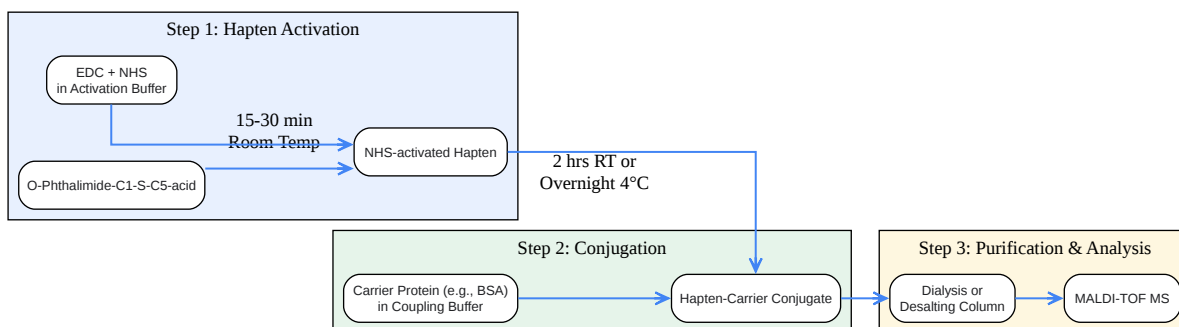 Step 1: Hapten Activation
EDC + NHS
in Activation Buffer
15-30 min
Room Temp
O-Phthalimide-C1-S-C5-acid
NHS-activated Hapten
2 hrs RT or
Overnight 4°C
Step 2: Conjugation
Carrier Protein (e.g., BSA)
in Coupling Buffer
Hapten-Carrier Conjugate
Step 3: Purification & Analysis
Dialysis or
Desalting Column
MALDI-TOF MS